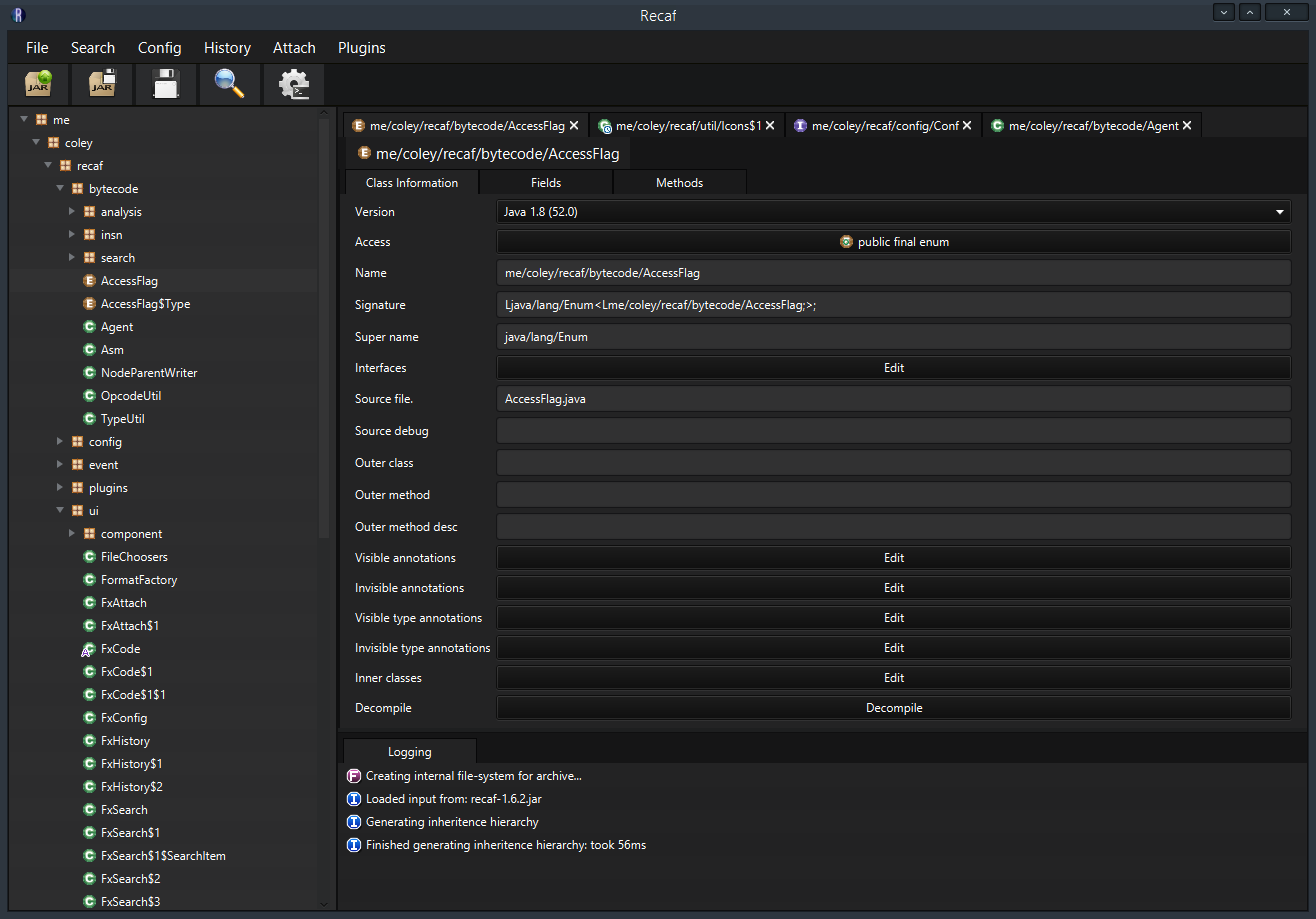 Recaf
File Search Config History Attach Plugins
JAR JAR
me
coley
recaf
bytecode
analysis
insn
search
AccessFlag
AccessFlag$Type
Agent
Asm
NodeParentWriter
OpcodeUtil
TypeUtil
config
event
plugins
ui
component
FileChoosers
FormatFactory
FxAttach
FxAttach$1
FxCode
FxCode$1
FxCode$1$1
FxConfig
FxHistory
FxHistory$1
FxHistory$2
FxSearch
FxSearch$1
FxSearch$1$SearchItem
FxSearch$2
FxSearch$3
me/coley/recaf/bytecode/AccessFlag me/coley/recaf/util/Icons$1 me/coley/recaf/config/Conf me/coley/recaf/bytecode/Agent
me/coley/recaf/bytecode/AccessFlag
Class Information Fields Methods
Version Java 1.8 (52.0)
Access public final enum
Name me/coley/recaf/bytecode/AccessFlag
Signature Ljava/lang/Enum<Lme/coley/recaf/bytecode/AccessFlag;>;
Super name java/lang/Enum
Interfaces Edit
Source file. AccessFlag.java
Source debug
Outer class
Outer method
Outer method desc
Visible annotations Edit
Invisible annotations Edit
Visible type annotations Edit
Invisible type annotations Edit
Inner classes Edit
Decompile Decompile
Logging
F Creating internal file-system for archive...
I Loaded input from: recaf-1.6.2.jar
I Generating inheritence hierarchy
I Finished generating inheritence hierarchy: took 56ms